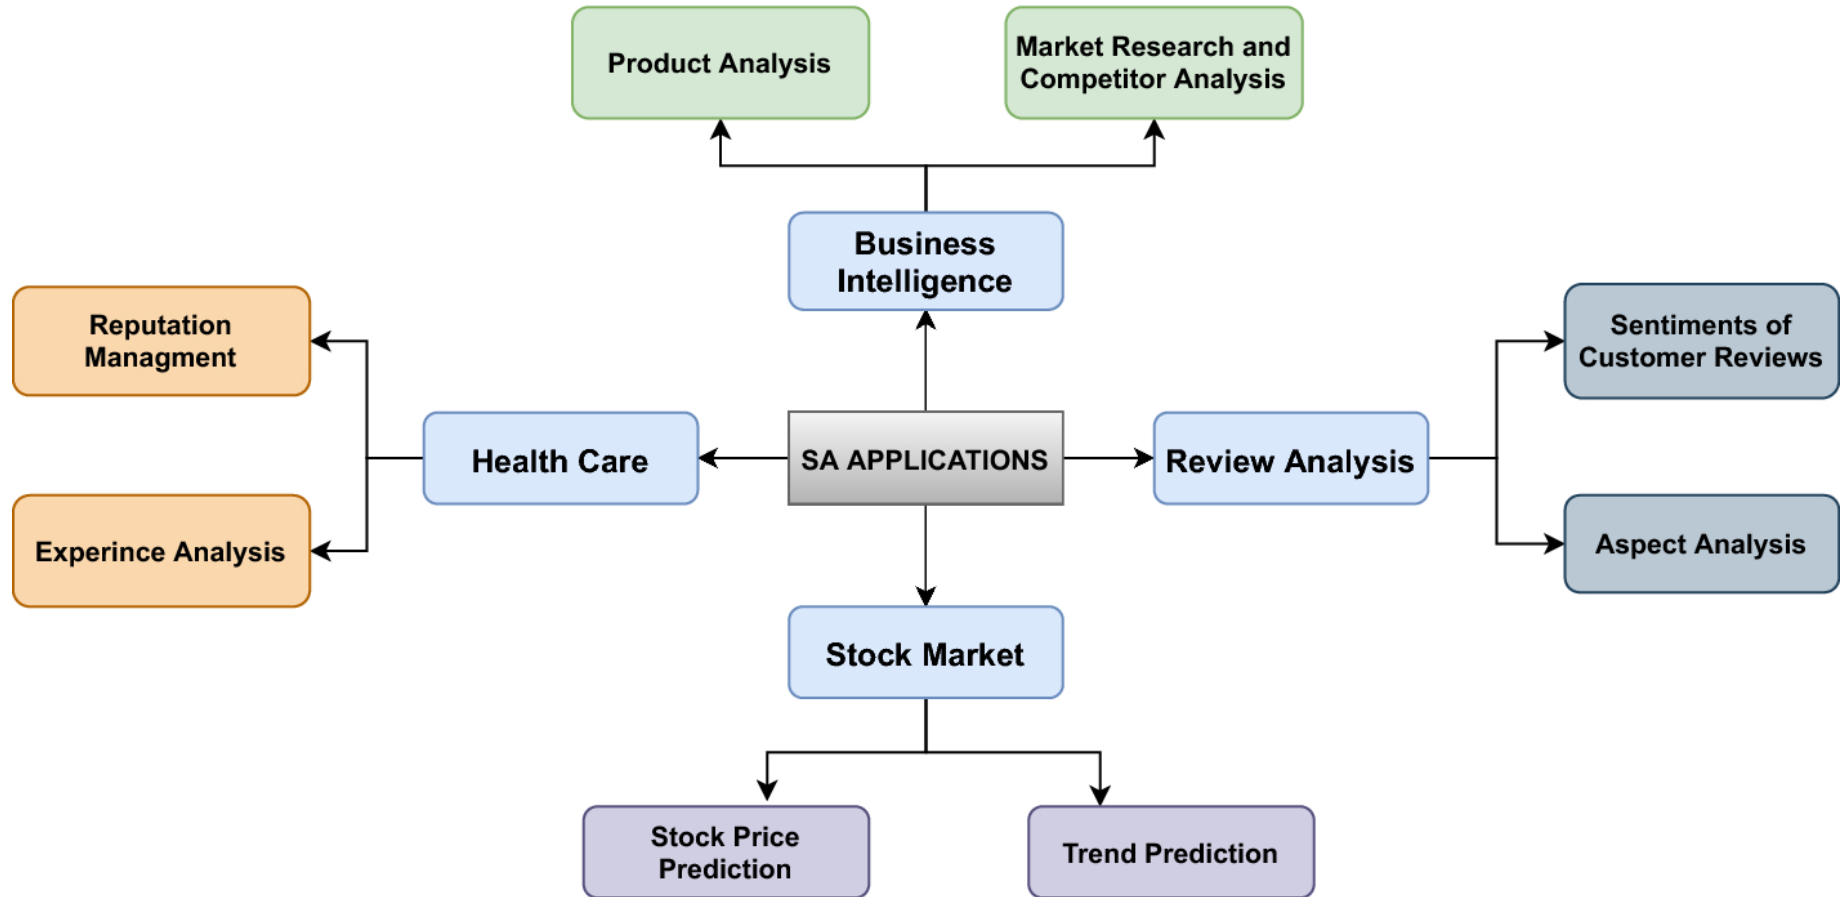 Product Analysis
Market Research and
Competitor Analysis
Business
Intelligence
Reputation
Managment
Sentiments of
Customer Reviews
Health Care
SA APPLICATIONS
Review Analysis
Experince Analysis
Aspect Analysis
Stock Market
Stock Price
Prediction
Trend Prediction